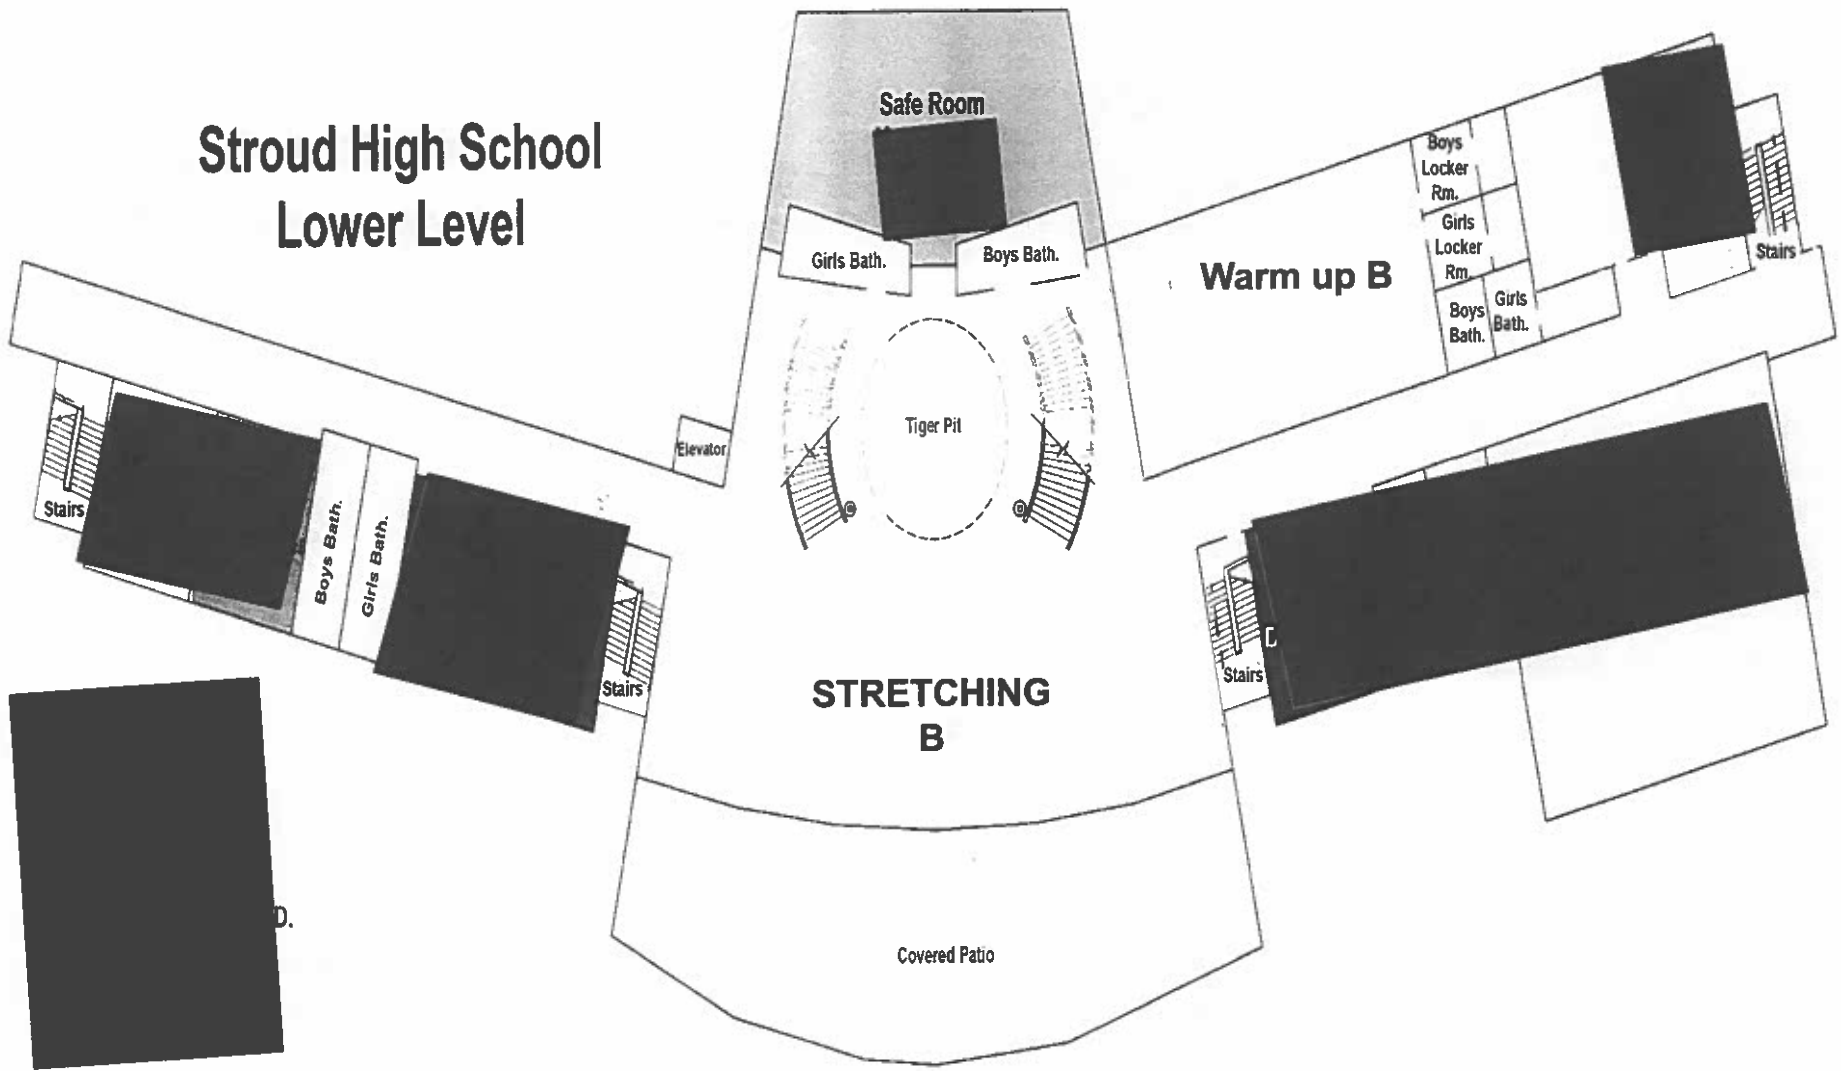 Stroud High School
Lower Level
Safe Room
Girls Bath.
Boys Bath.
Warm up B
Boys
Locker
Rm.
Girls
Locker
Rm.
Boys
Bath.
Girls
Bath.
Stairs
Tiger Pit
Elevator
Stairs
Boys Bath.
Girls Bath.
Stairs
STRETCHING
B
Stairs
D
D.
Covered Patio